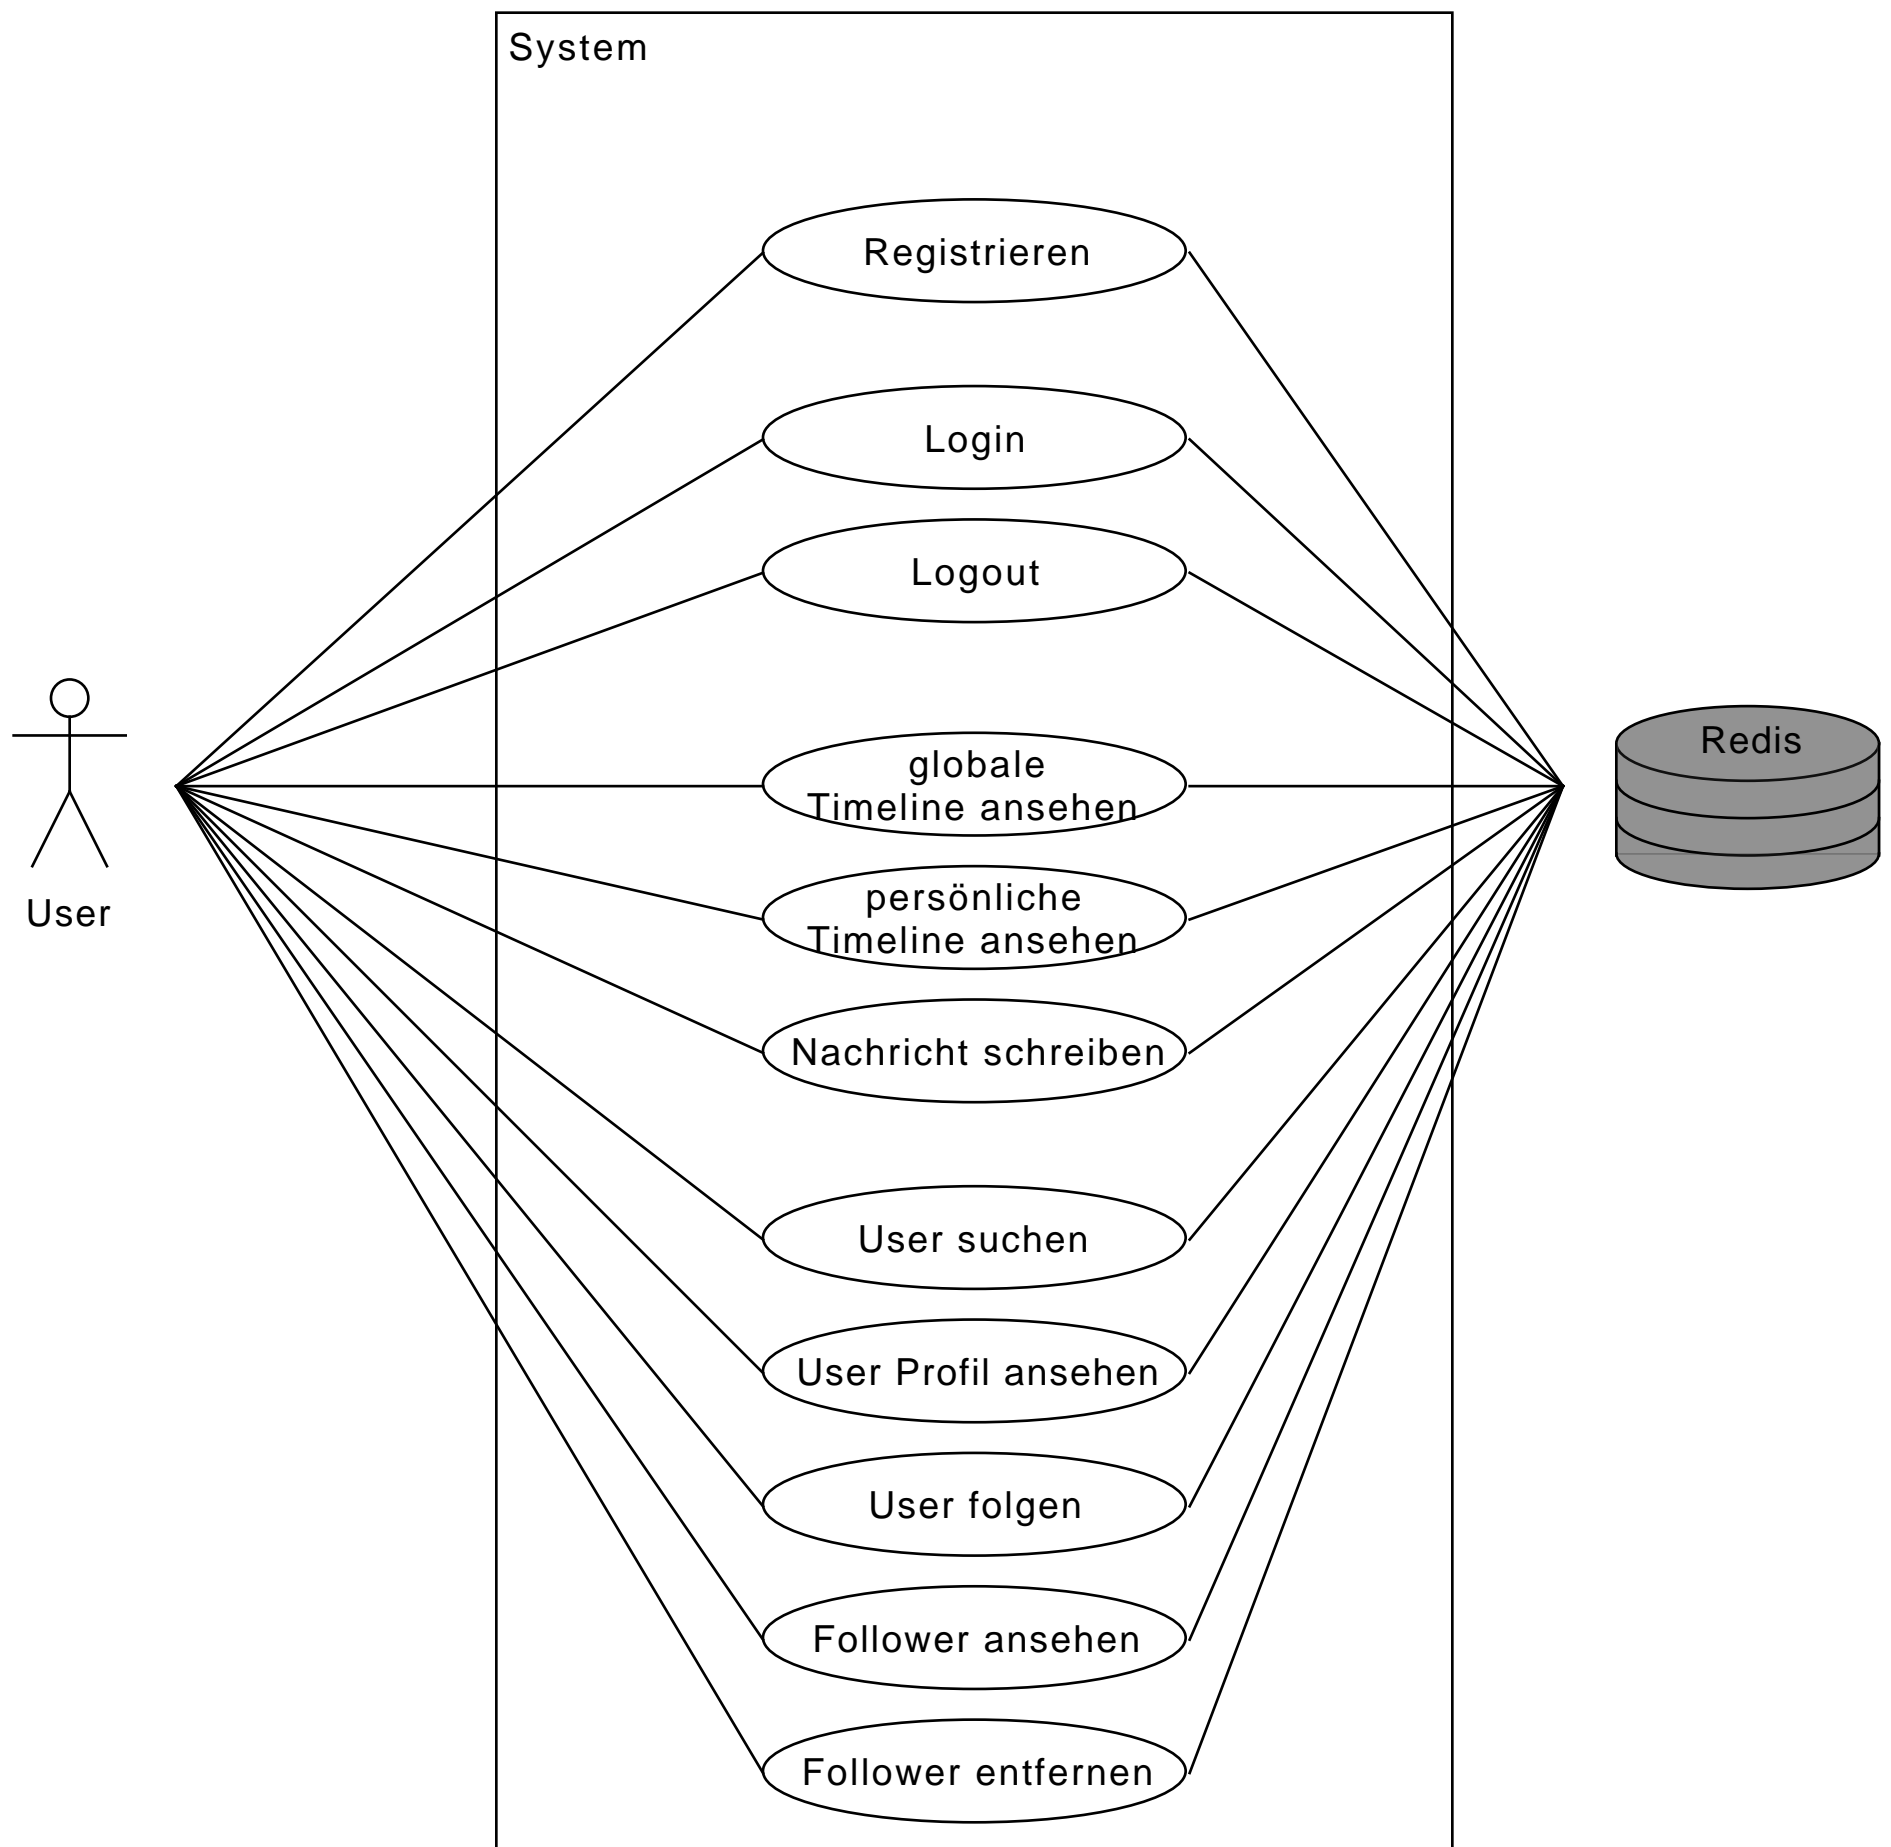 System
Registrieren
Login
Logout
globale
Timeline ansehen
persönliche
Timeline ansehen
Nachricht schreiben
User suchen
User Profil ansehen
User folgen
Follower ansehen
Follower entfernen
User
Redis